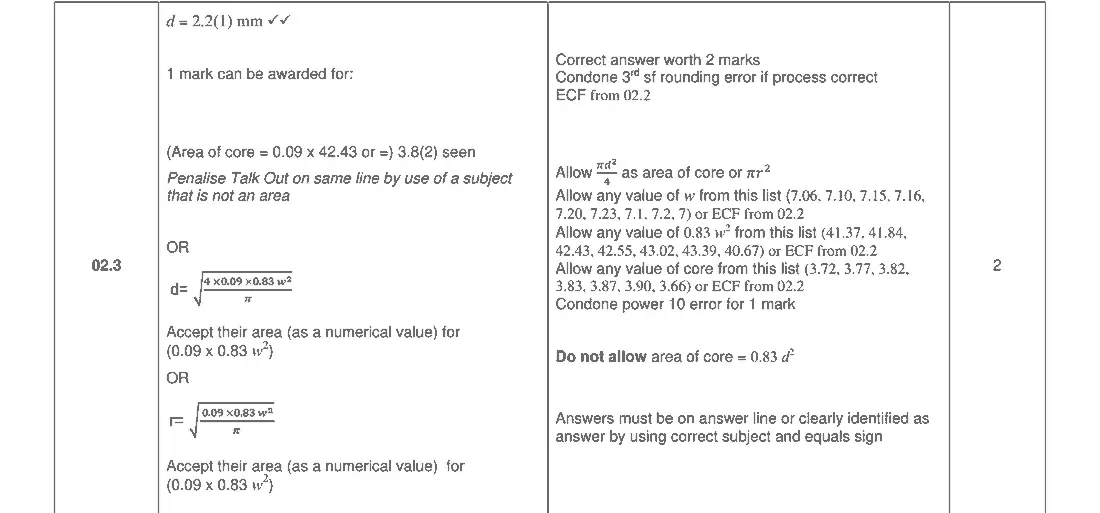 d = 2.2(1) mm ✓✓
1 mark can be awarded for:
(Area of core = 0.09 x 42.43 or =) 3.8(2) seen
Penalise Talk Out on same line by use of a subject
that is not an area
OR
d= √(4 ×0.09 ×0.83 w² / π)
Accept their area (as a numerical value) for
(0.09 x 0.83 w²)
OR
r= √(0.09 ×0.83 w² / π)
Accept their area (as a numerical value) for
(0.09 x 0.83 w²)
02.3
Correct answer worth 2 marks
Condone 3rd sf rounding error if process correct
ECF from 02.2
Allow πd²/4 as area of core or πr²
Allow any value of w from this list (7.06, 7.10, 7.15, 7.16,
7.20, 7.23, 7.1, 7.2, 7) or ECF from 02.2
Allow any value of 0.83 w² from this list (41.37, 41.84,
42.43, 42.55, 43.02, 43.39, 40.67) or ECF from 02.2
Allow any value of core from this list (3.72, 3.77, 3.82,
3.83, 3.87, 3.90, 3.66) or ECF from 02.2
Condone power 10 error for 1 mark
Do not allow area of core = 0.83 d²
Answers must be on answer line or clearly identified as
answer by using correct subject and equals sign
2